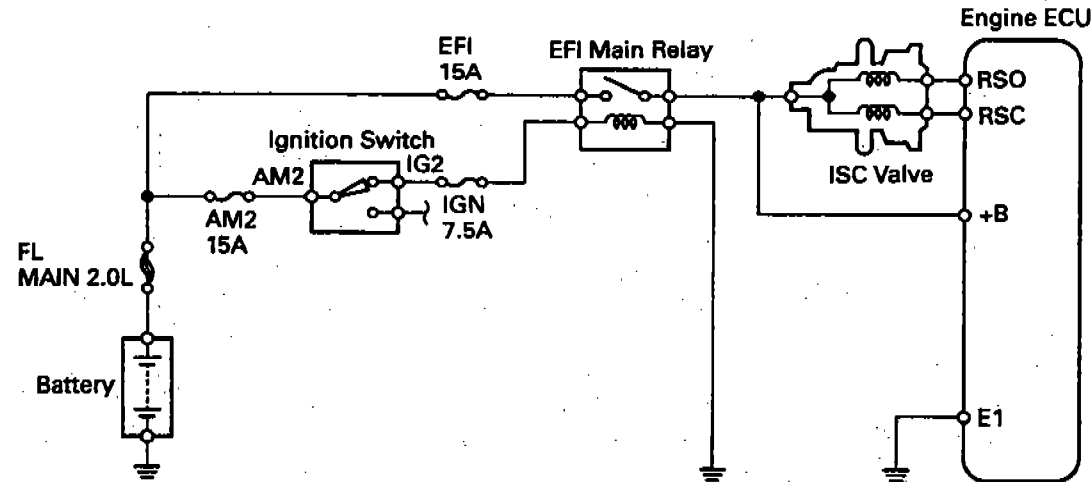 Engine ECU
EFI
15A
EFI Main Relay
RSO
RSC
ISC Valve
Ignition Switch
AM2
IG2
IGN
7.5A
AM2
15A
+B
FL
MAIN 2.0L
Battery
E1